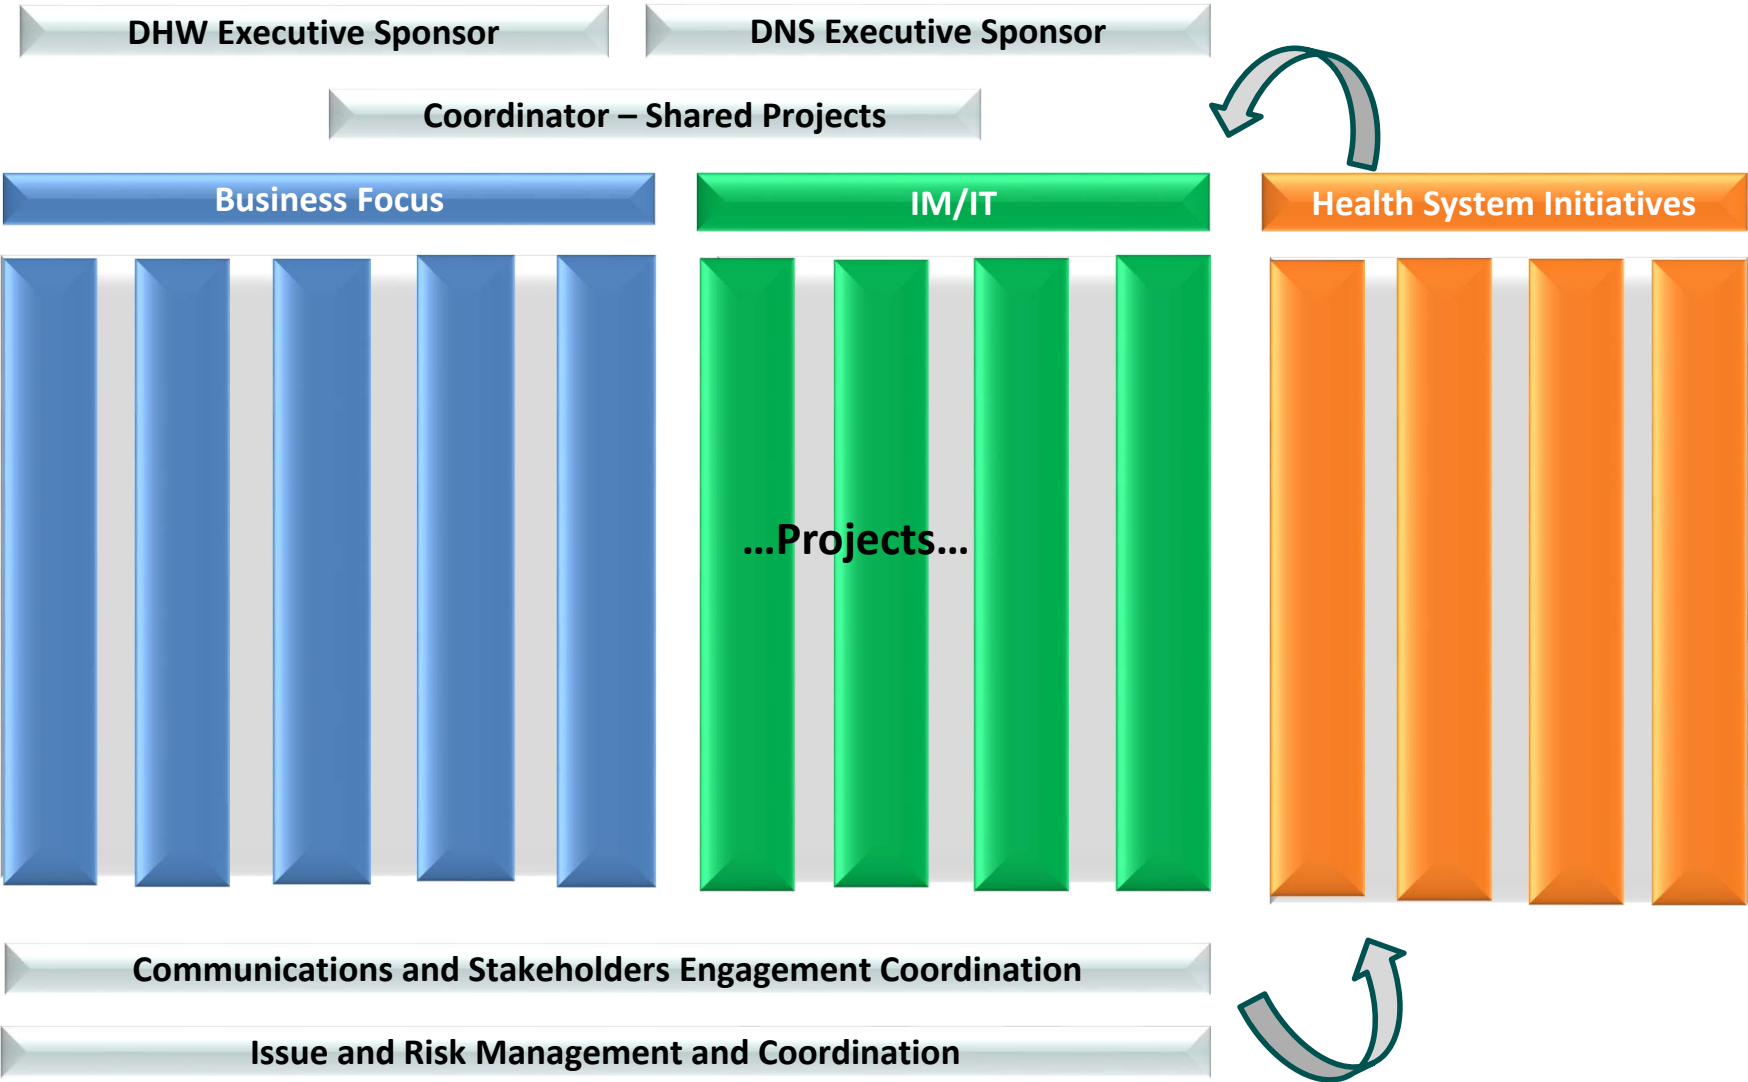 DHW Executive Sponsor
DNS Executive Sponsor
Coordinator – Shared Projects
Business Focus
IM/IT
Health System Initiatives
...Projects...
Communications and Stakeholders Engagement Coordination
Issue and Risk Management and Coordination